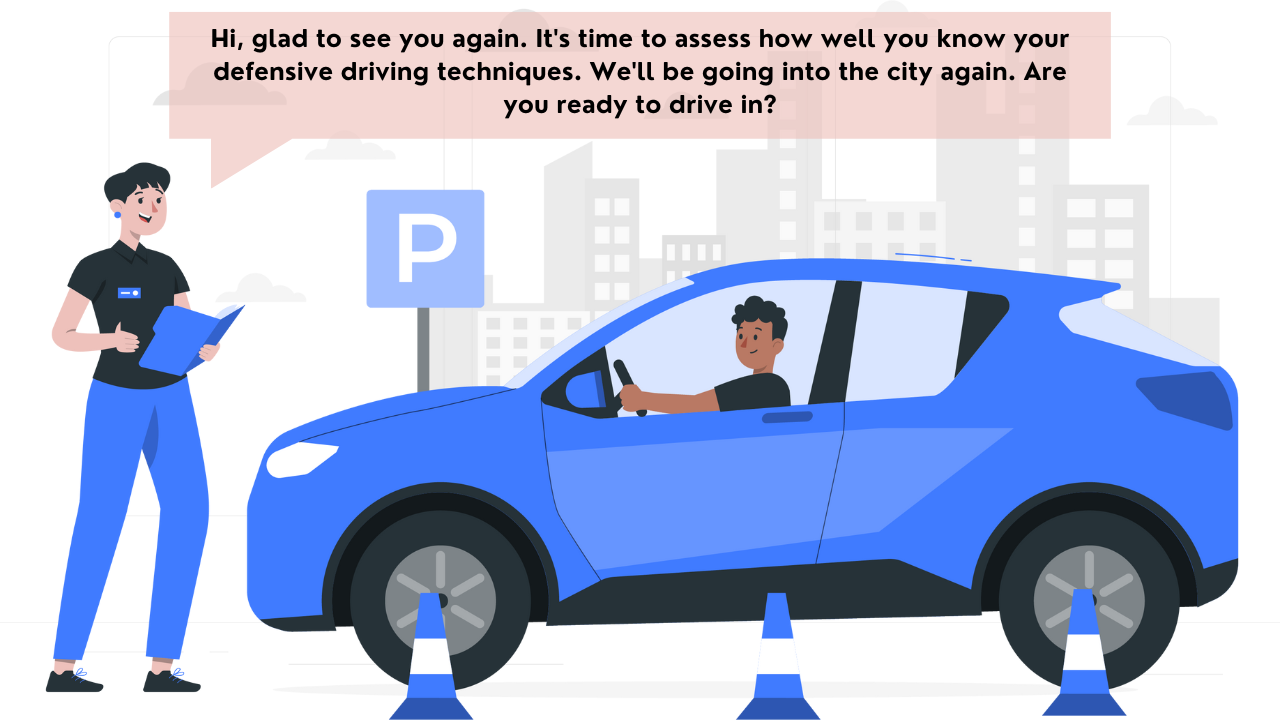 Hi, glad to see you again. It's time to assess how well you know your
defensive driving techniques. We'll be going into the city again. Are
you ready to drive in?
P